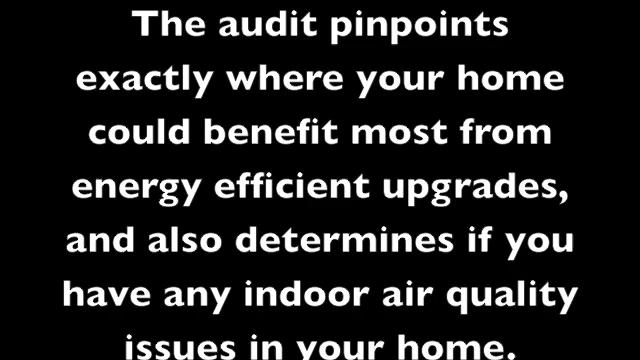 The audit pinpoints
exactly where your home
could benefit most from
energy efficient upgrades,
and also determines if you
have any indoor air quality
issues in your home.